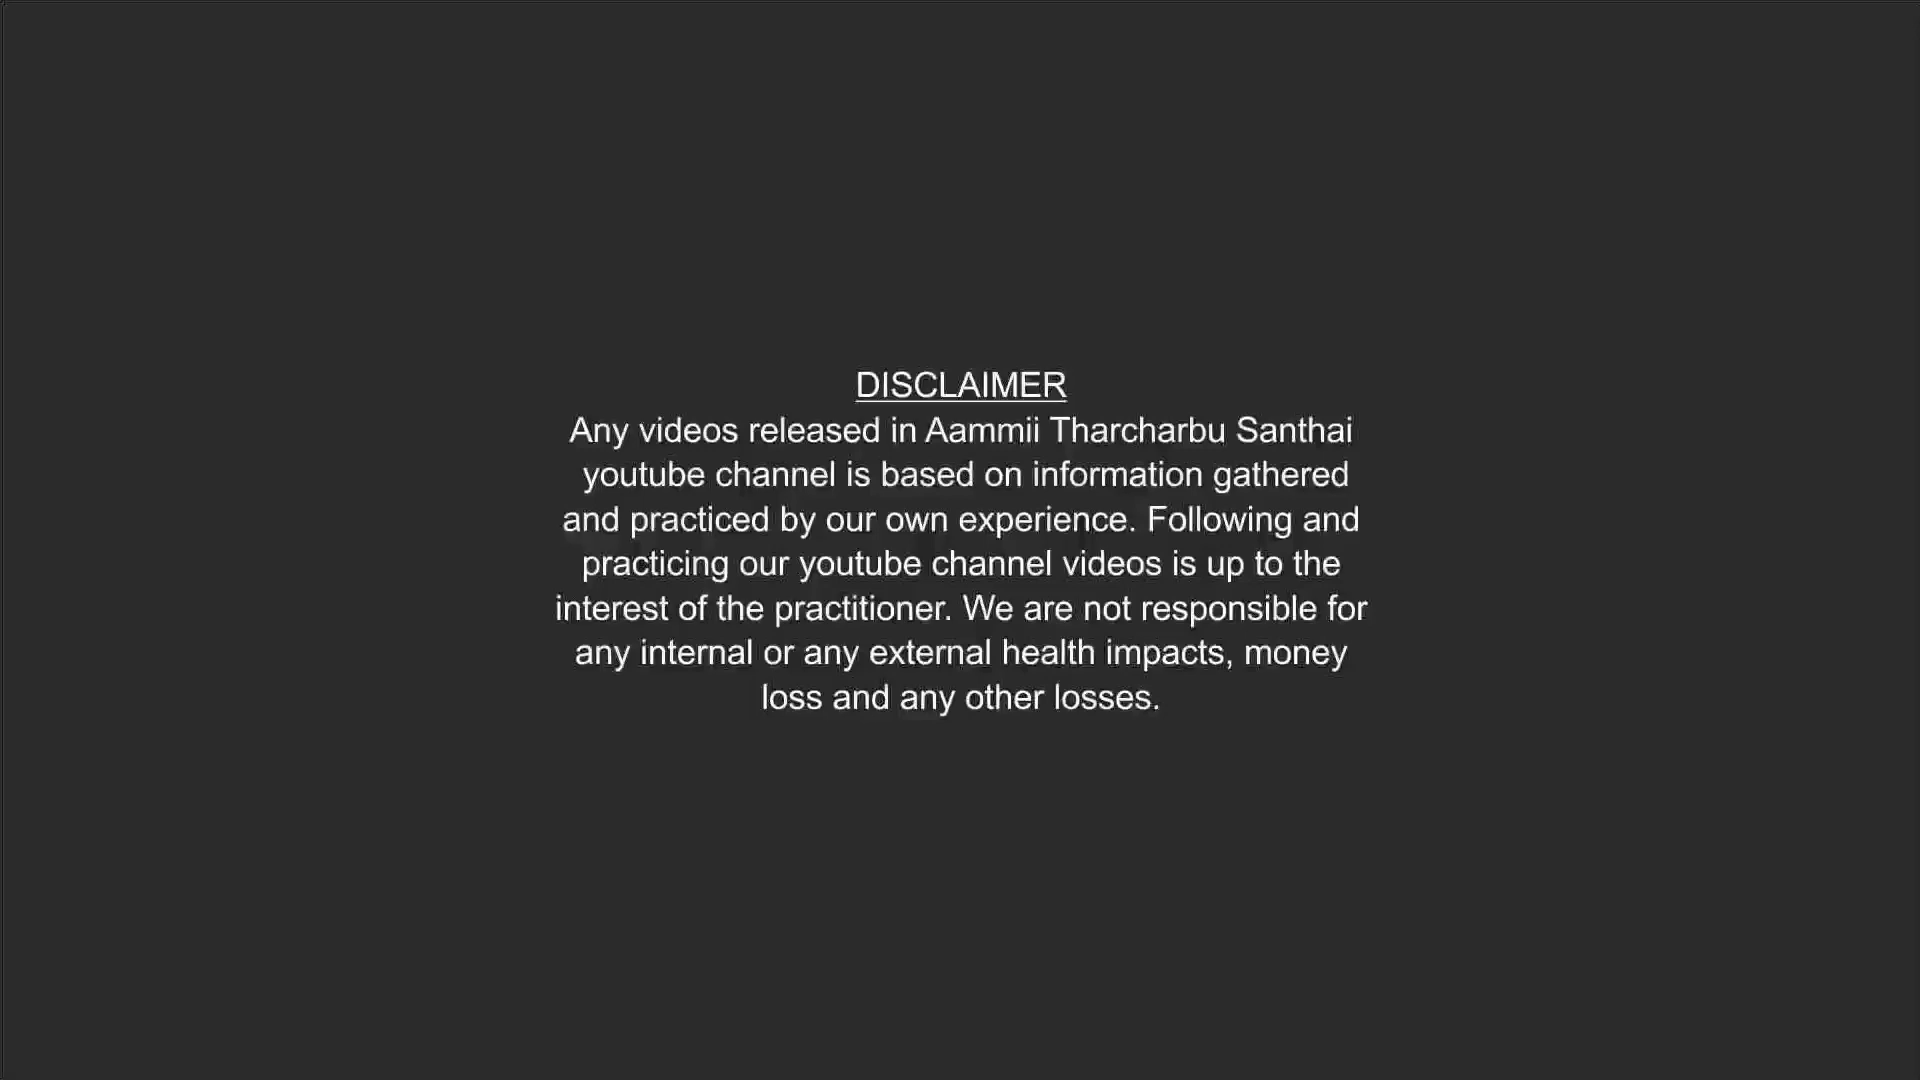 DISCLAIMER
Any videos released in Aammii Tharcharbu Santhai
youtube channel is based on information gathered
and practiced by our own experience. Following and
practicing our youtube channel videos is up to the
interest of the practitioner. We are not responsible for
any internal or any external health impacts, money
loss and any other losses.